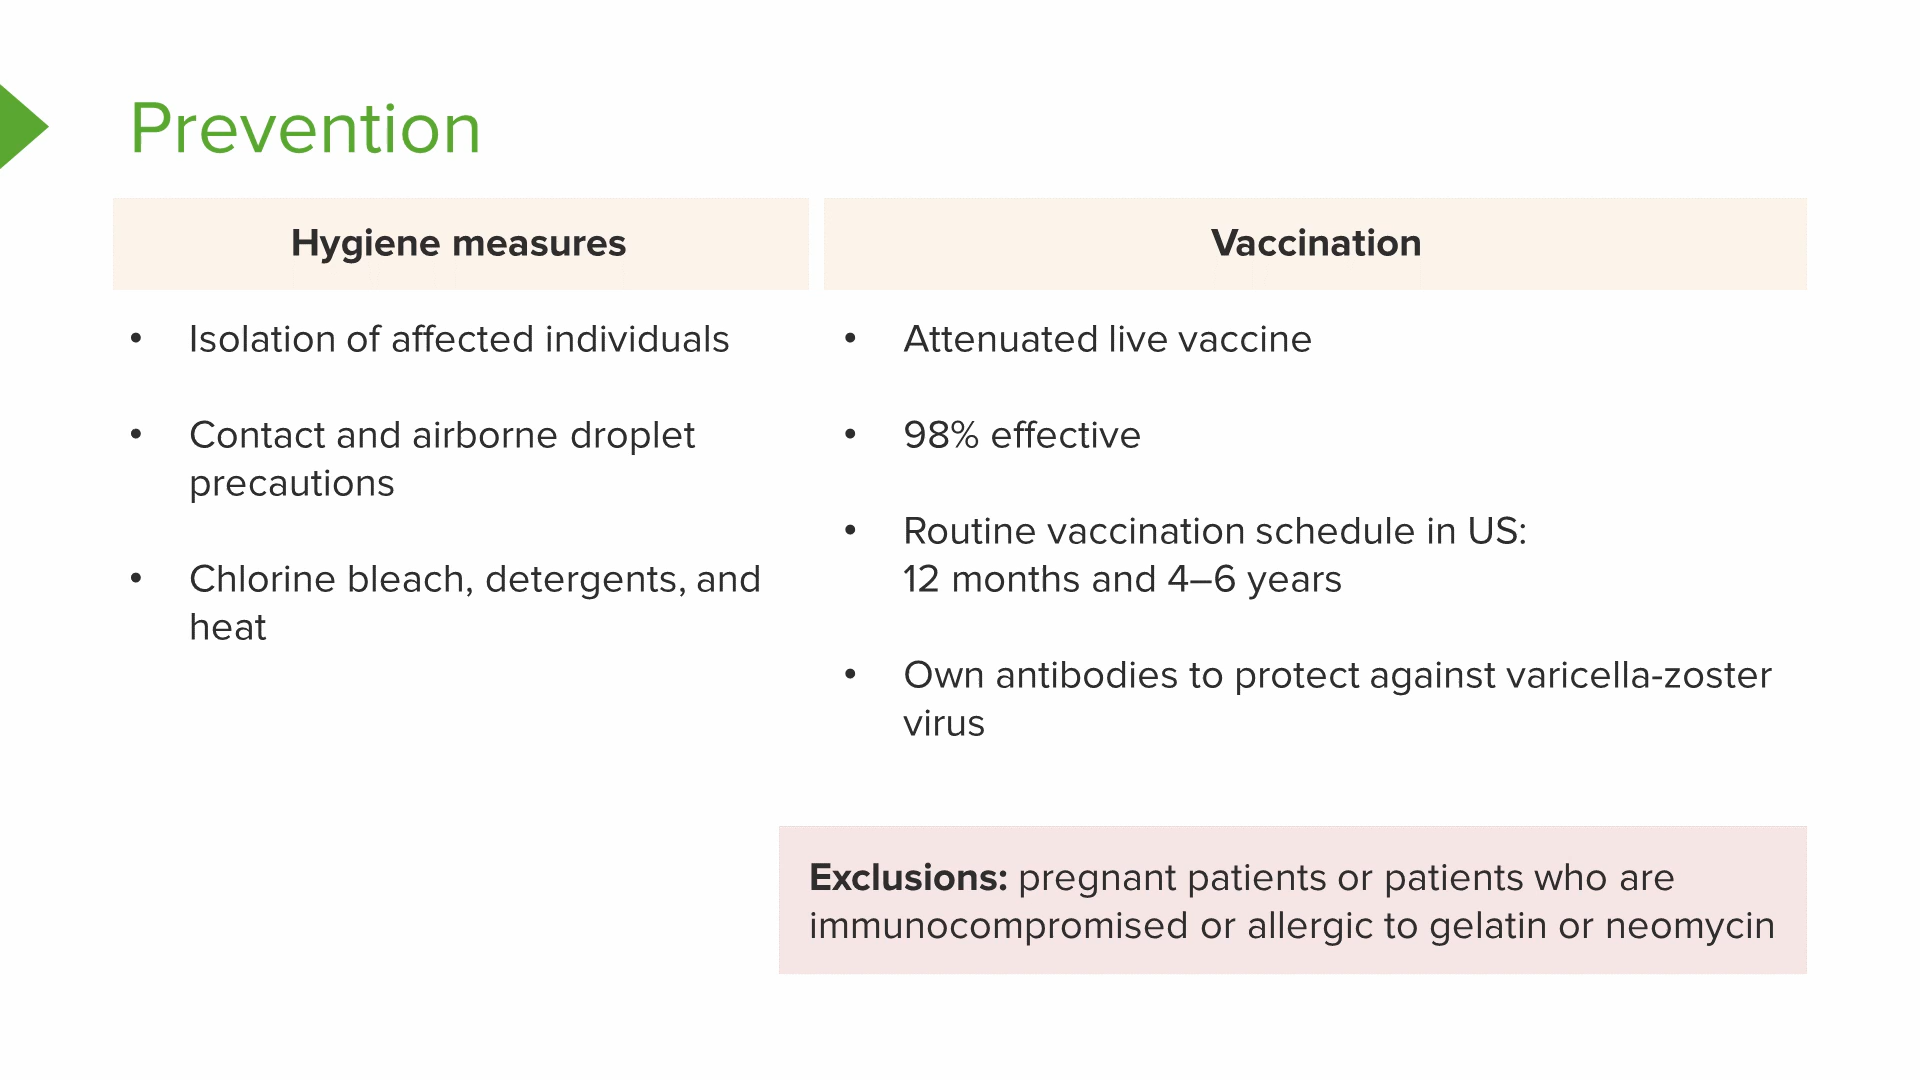 Prevention
Hygiene measures
• Isolation of affected individuals
• Contact and airborne droplet
precautions
• Chlorine bleach, detergents, and
heat
Vaccination
• Attenuated live vaccine
• 98% effective
• Routine vaccination schedule in US:
12 months and 4–6 years
• Own antibodies to protect against varicella-zoster
virus
Exclusions: pregnant patients or patients who are
immunocompromised or allergic to gelatin or neomycin